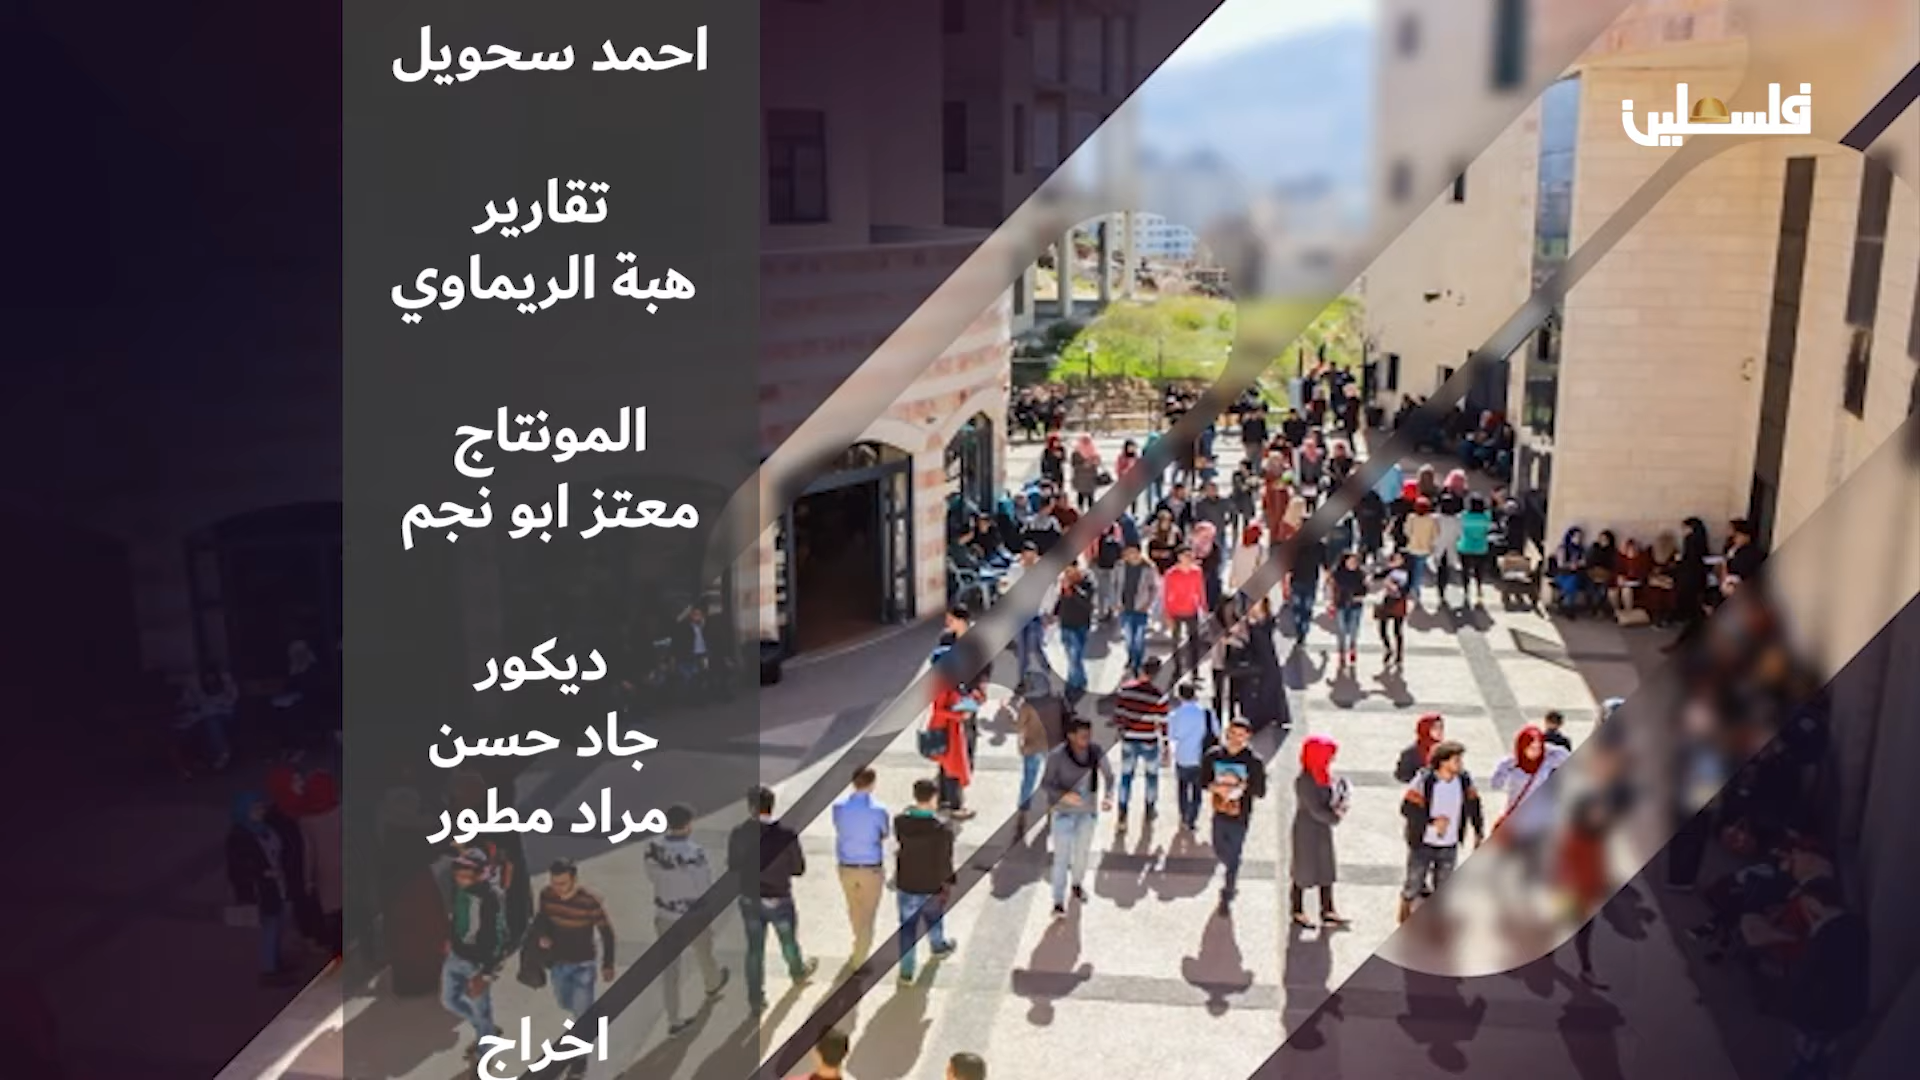 احمد سحويل
تقارير
هبة الريماوي
المونتاج
معتز ابو نجم
ديكور
جاد حسن
مراد مطور
اخراج
فلسطين